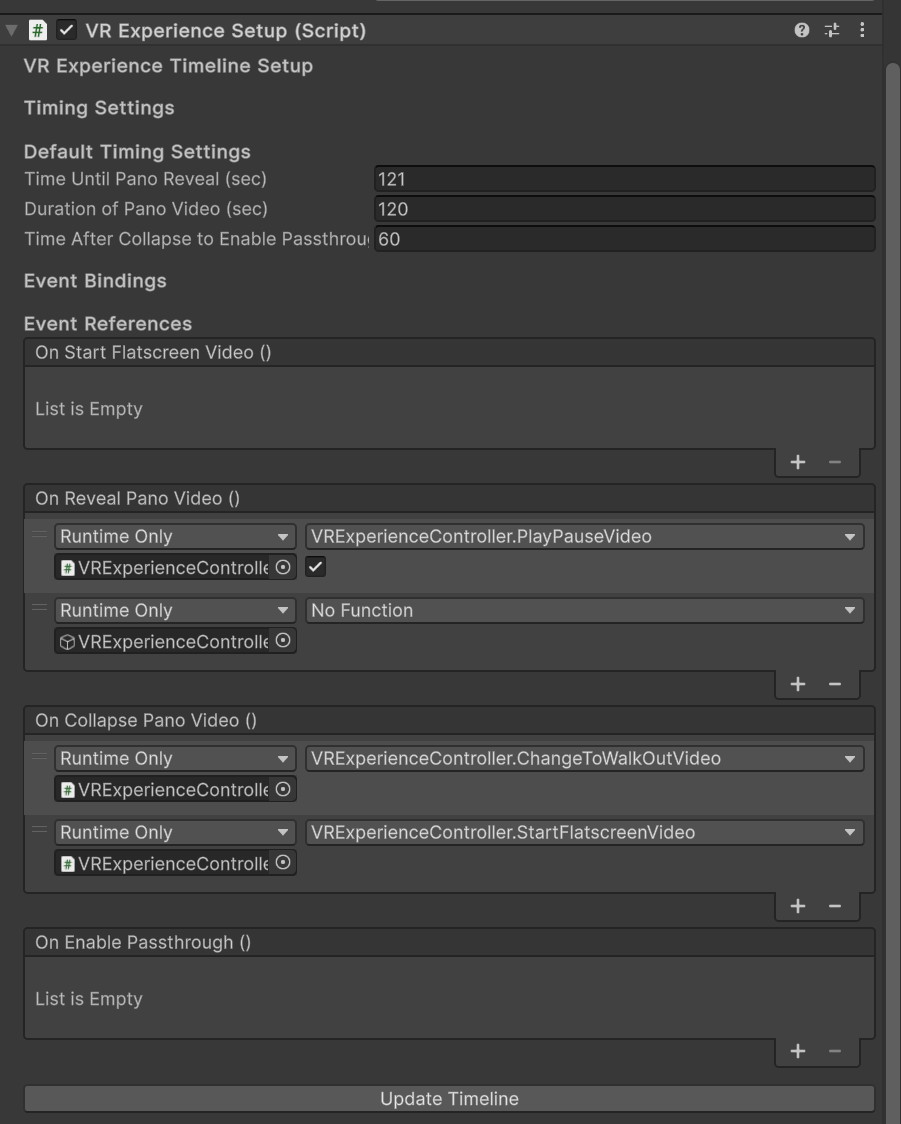 VR Experience Setup (Script)
VR Experience Timeline Setup
Timing Settings
Default Timing Settings
Time Until Pano Reveal (sec) 121
Duration of Pano Video (sec) 120
Time After Collapse to Enable Passthroug 60
Event Bindings
Event References
On Start Flatscreen Video ()
List is Empty
+ −
On Reveal Pano Video ()
Runtime Only VRExperienceController.PlayPauseVideo
# VRExperienceControlle
Runtime Only No Function
VRExperienceControlle
+ −
On Collapse Pano Video ()
Runtime Only VRExperienceController.ChangeToWalkOutVideo
# VRExperienceControlle
Runtime Only VRExperienceController.StartFlatscreenVideo
# VRExperienceControlle
+ −
On Enable Passthrough ()
List is Empty
+ −
Update Timeline